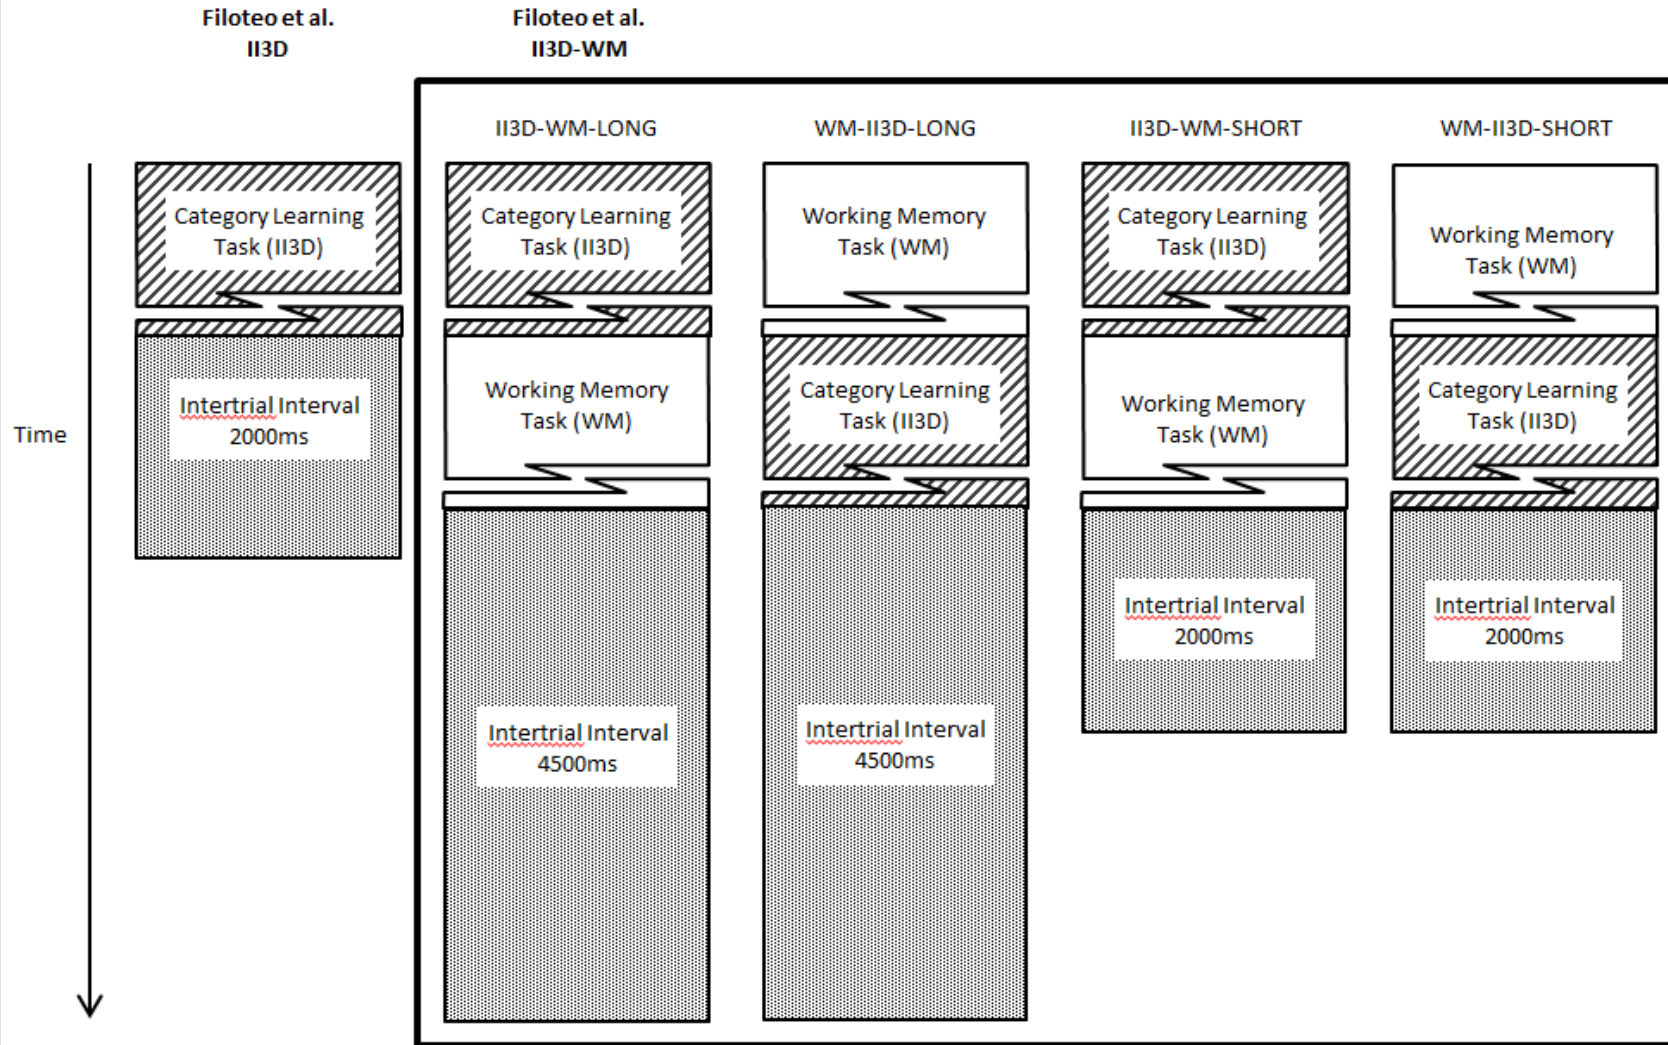 Filoteo et al.
II3D
Filoteo et al.
II3D-WM
II3D-WM-LONG
WM-II3D-LONG
II3D-WM-SHORT
WM-II3D-SHORT
Time
Category Learning
Task (II3D)
Intertrial Interval
2000ms
Category Learning
Task (II3D)
Working Memory
Task (WM)
Intertrial Interval
4500ms
Working Memory
Task (WM)
Category Learning
Task (II3D)
Intertrial Interval
4500ms
Category Learning
Task (II3D)
Working Memory
Task (WM)
Intertrial Interval
2000ms
Working Memory
Task (WM)
Category Learning
Task (II3D)
Intertrial Interval
2000ms